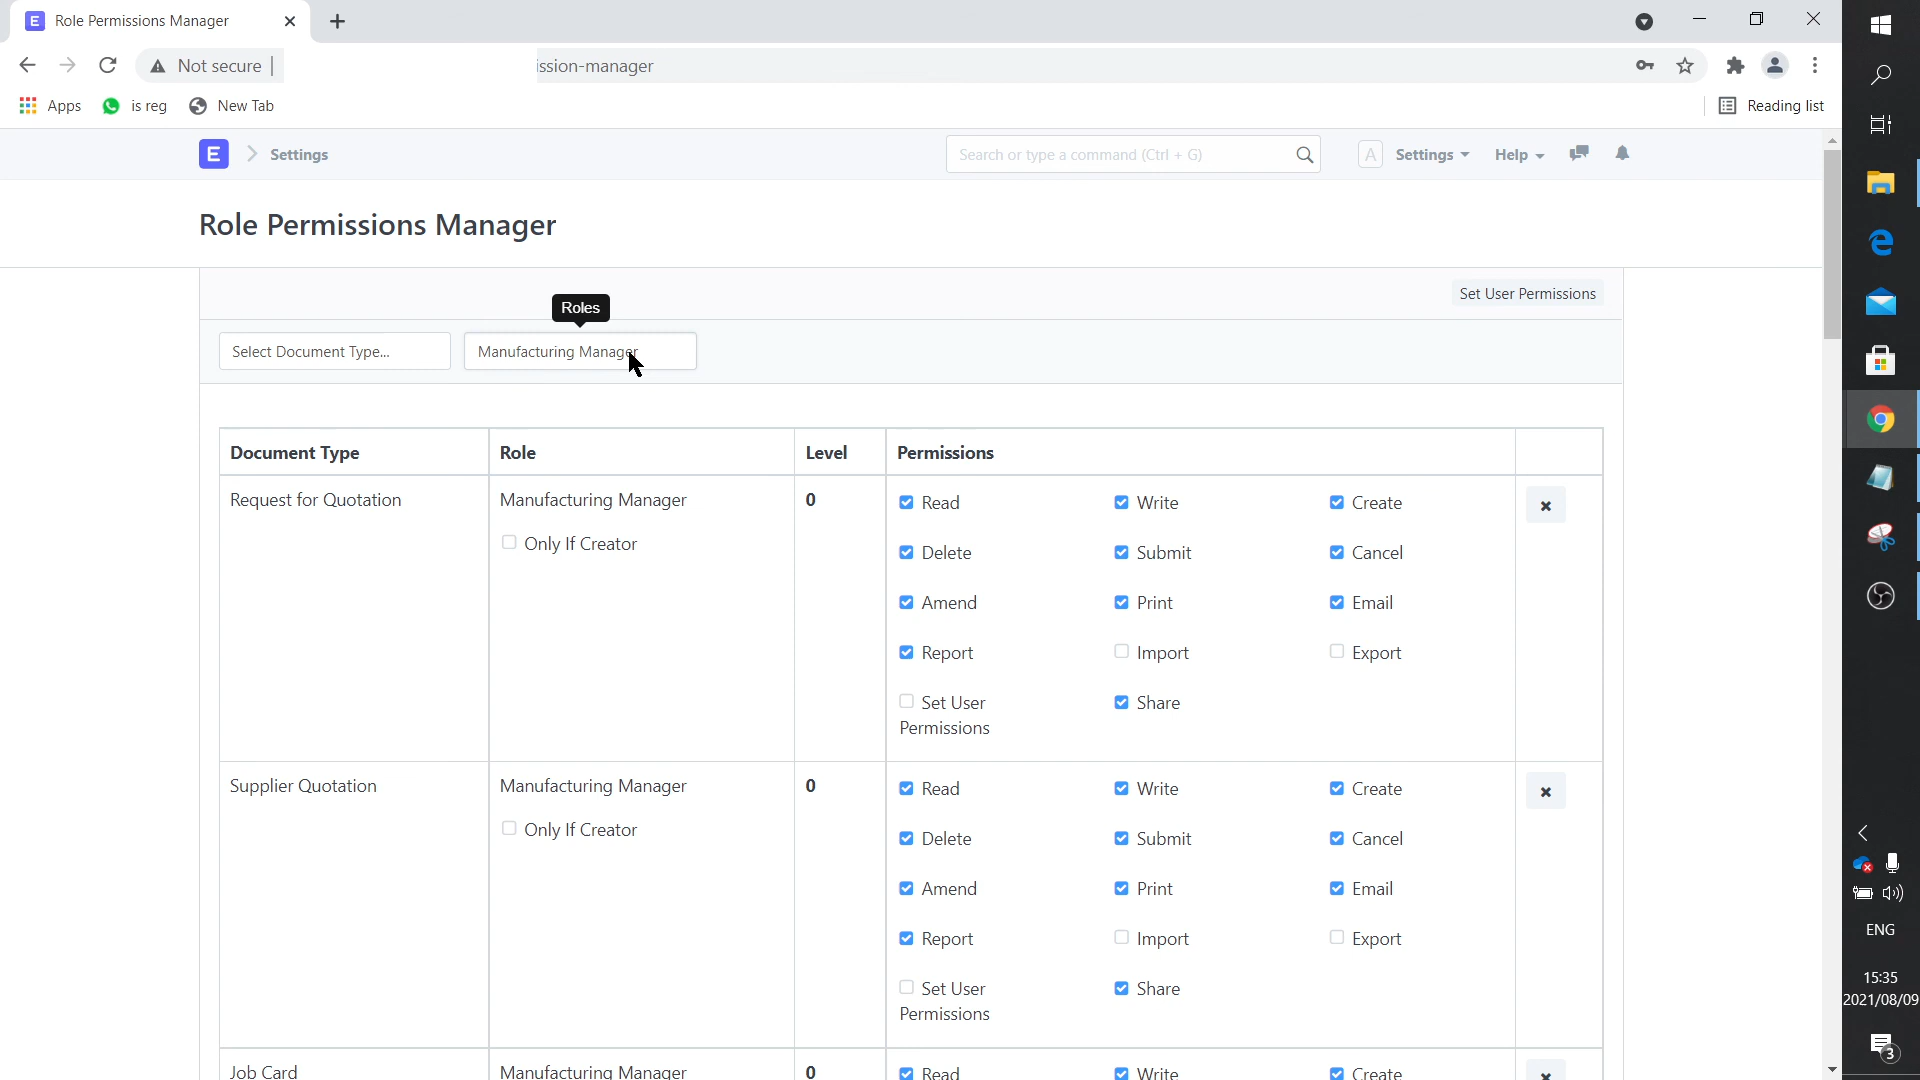 E Role Permissions Manager
Not secure ission-manager
Apps is reg New Tab Reading list
E Settings Search or type a command (Ctrl + G) A Settings Help
Role Permissions Manager
Set User Permissions
Roles
Select Document Type... Manufacturing Manager
Document Type Role Level Permissions
Request for Quotation Manufacturing Manager 0 Read Write Create
Only If Creator
Delete Submit Cancel
Amend Print Email
Report Import Export
Set User Permissions Share
Supplier Quotation Manufacturing Manager 0 Read Write Create
Only If Creator
Delete Submit Cancel
Amend Print Email
Report Import Export
Set User Permissions Share
Job Card Manufacturing Manager 0 Read Write Create
ENG
15:35
2021/08/09
3